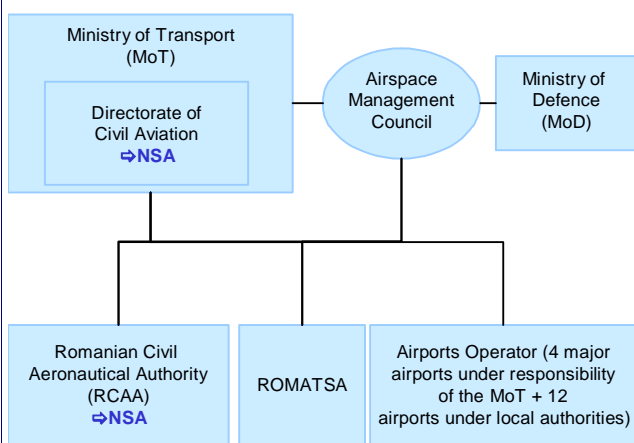 Ministry of Transport
(MoT)
Directorate of
Civil Aviation
⇨NSA
Airspace
Management
Council
Ministry of
Defence
(MoD)
Romanian Civil
Aeronautical Authority
(RCAA)
⇨NSA
ROMATSA
Airports Operator (4 major
airports under responsibility
of the MoT + 12
airports under local authorities)